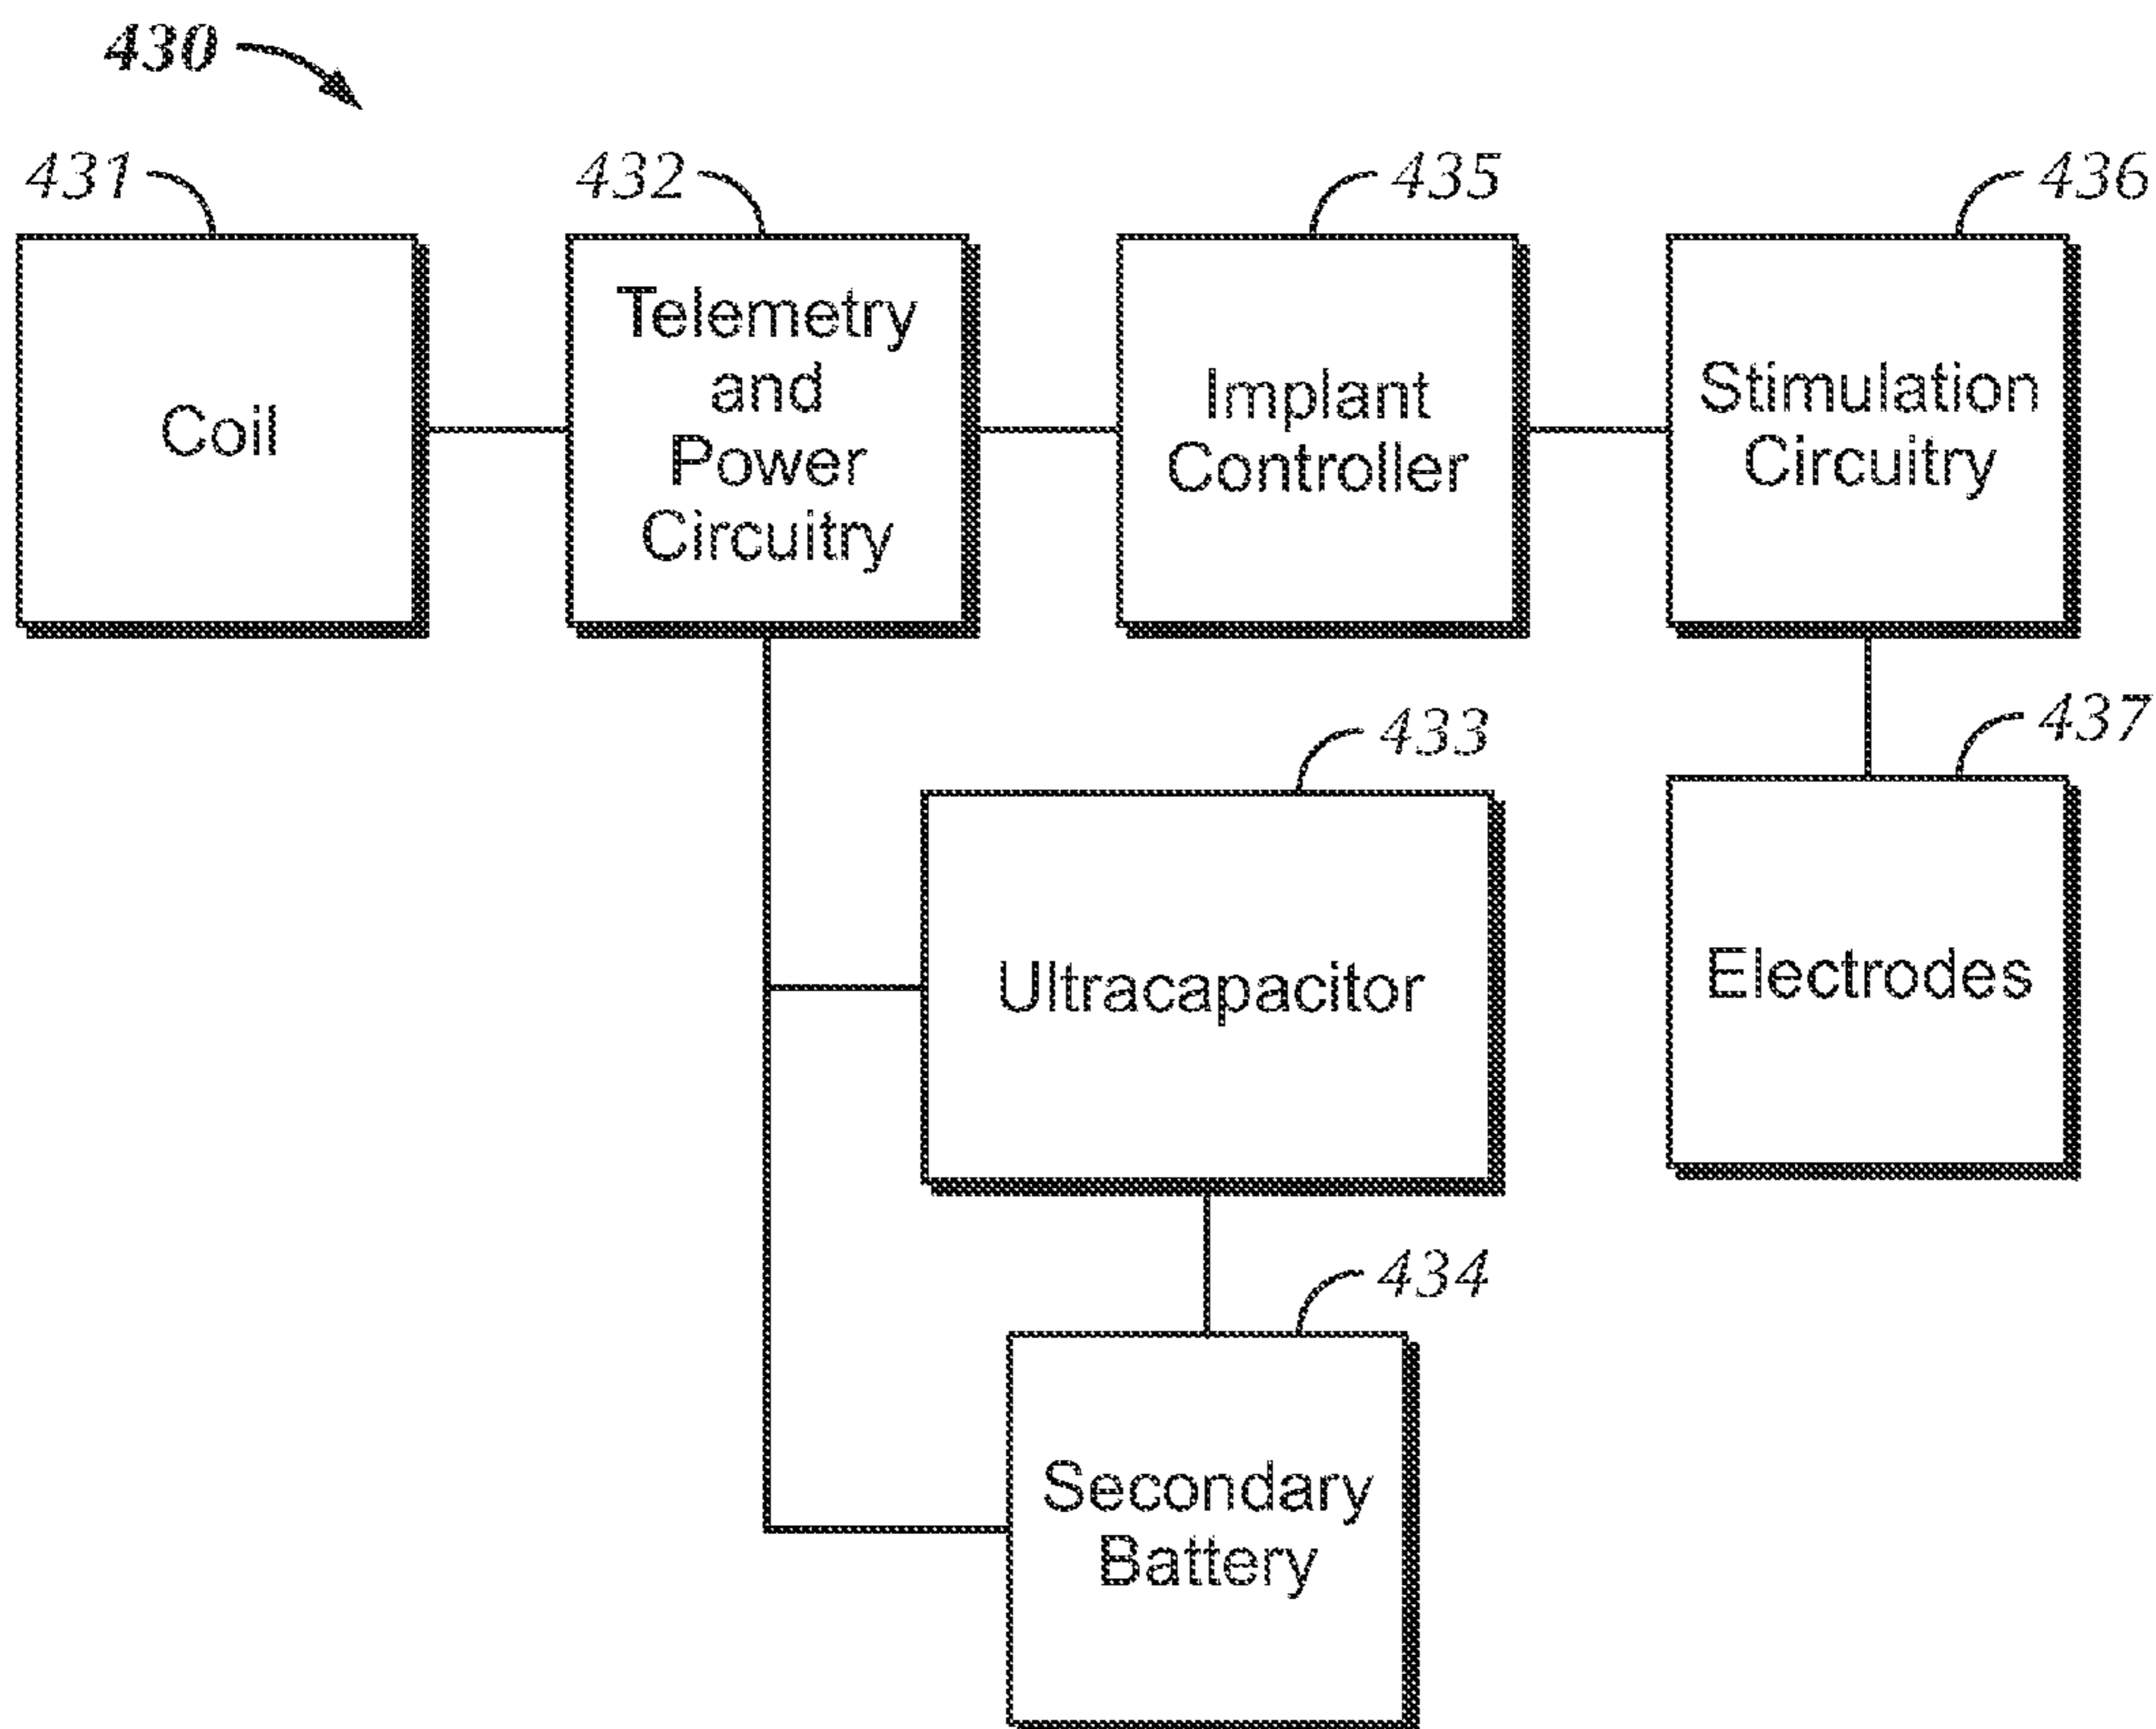 430
431
432
435
436
Coil
Telemetry
and
Power
Circuitry
Implant
Controller
Stimulation
Circuitry
433
437
Ultracapacitor
Electrodes
434
Secondary
Battery